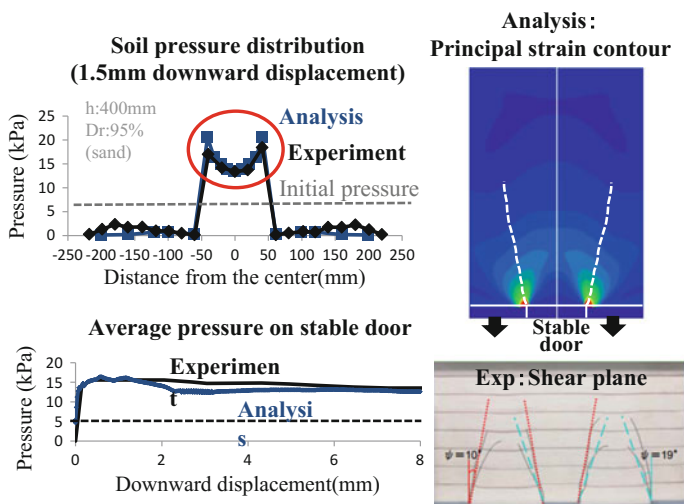 Soil pressure distribution
(1.5mm downward displacement)
h:400mm
Dr:95%
(sand)
Analysis
Experiment
Initial pressure
Pressure (kPa)
25
20
15
10
5
0
-250 -200 -150 -100 -50 0 50 100 150 200 250
Distance from the center(mm)
Average pressure on stable door
Experimen
t
Analysi
s
Pressure (kPa)
20
15
10
5
0
0 2 4 6 8
Downward displacement(mm)
Analysis:
Principal strain contour
Stable
door
Exp:Shear plane
ψ=10°
ψ=19°